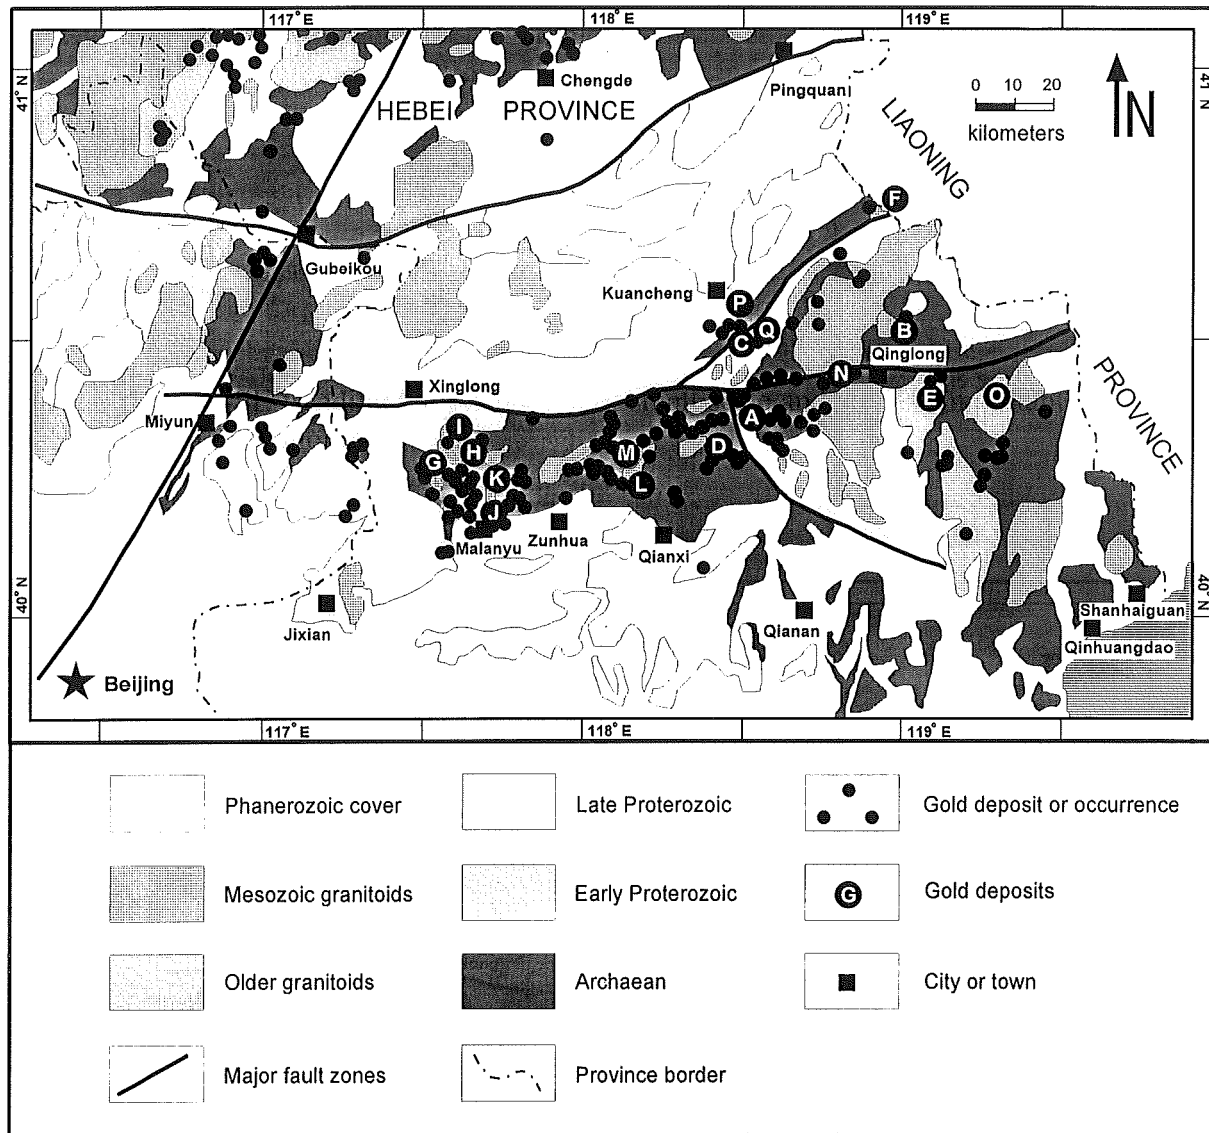 117° E 118° E 119° E
41° N
41° N
HEBEI PROVINCE
LIAONING
PROVINCE
0 10 20
kilometers
N
Chengde
Pingquan
Gubeikou
Kuancheng
F
P
Q
C
B
Qinglong
N
Xinglong
E
O
Miyun
I
A
H
M
D
G
K
L
J
Malanyu
Zunhua
Qianxi
40° N
40° N
Jixian
Qianan
Shanhaiguan
Qinhuangdao
Beijing
117° E 118° E 119° E
Phanerozoic cover
Late Proterozoic
Gold deposit or occurrence
Mesozoic granitoids
Early Proterozoic
G
Gold deposits
Older granitoids
Archaean
City or town
Major fault zones
Province border